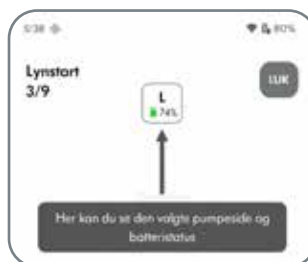 5:38 80%
Lynstart
3/9
LUK
L
74%
Her kan du se den valgte pumpeside og
batteristatus